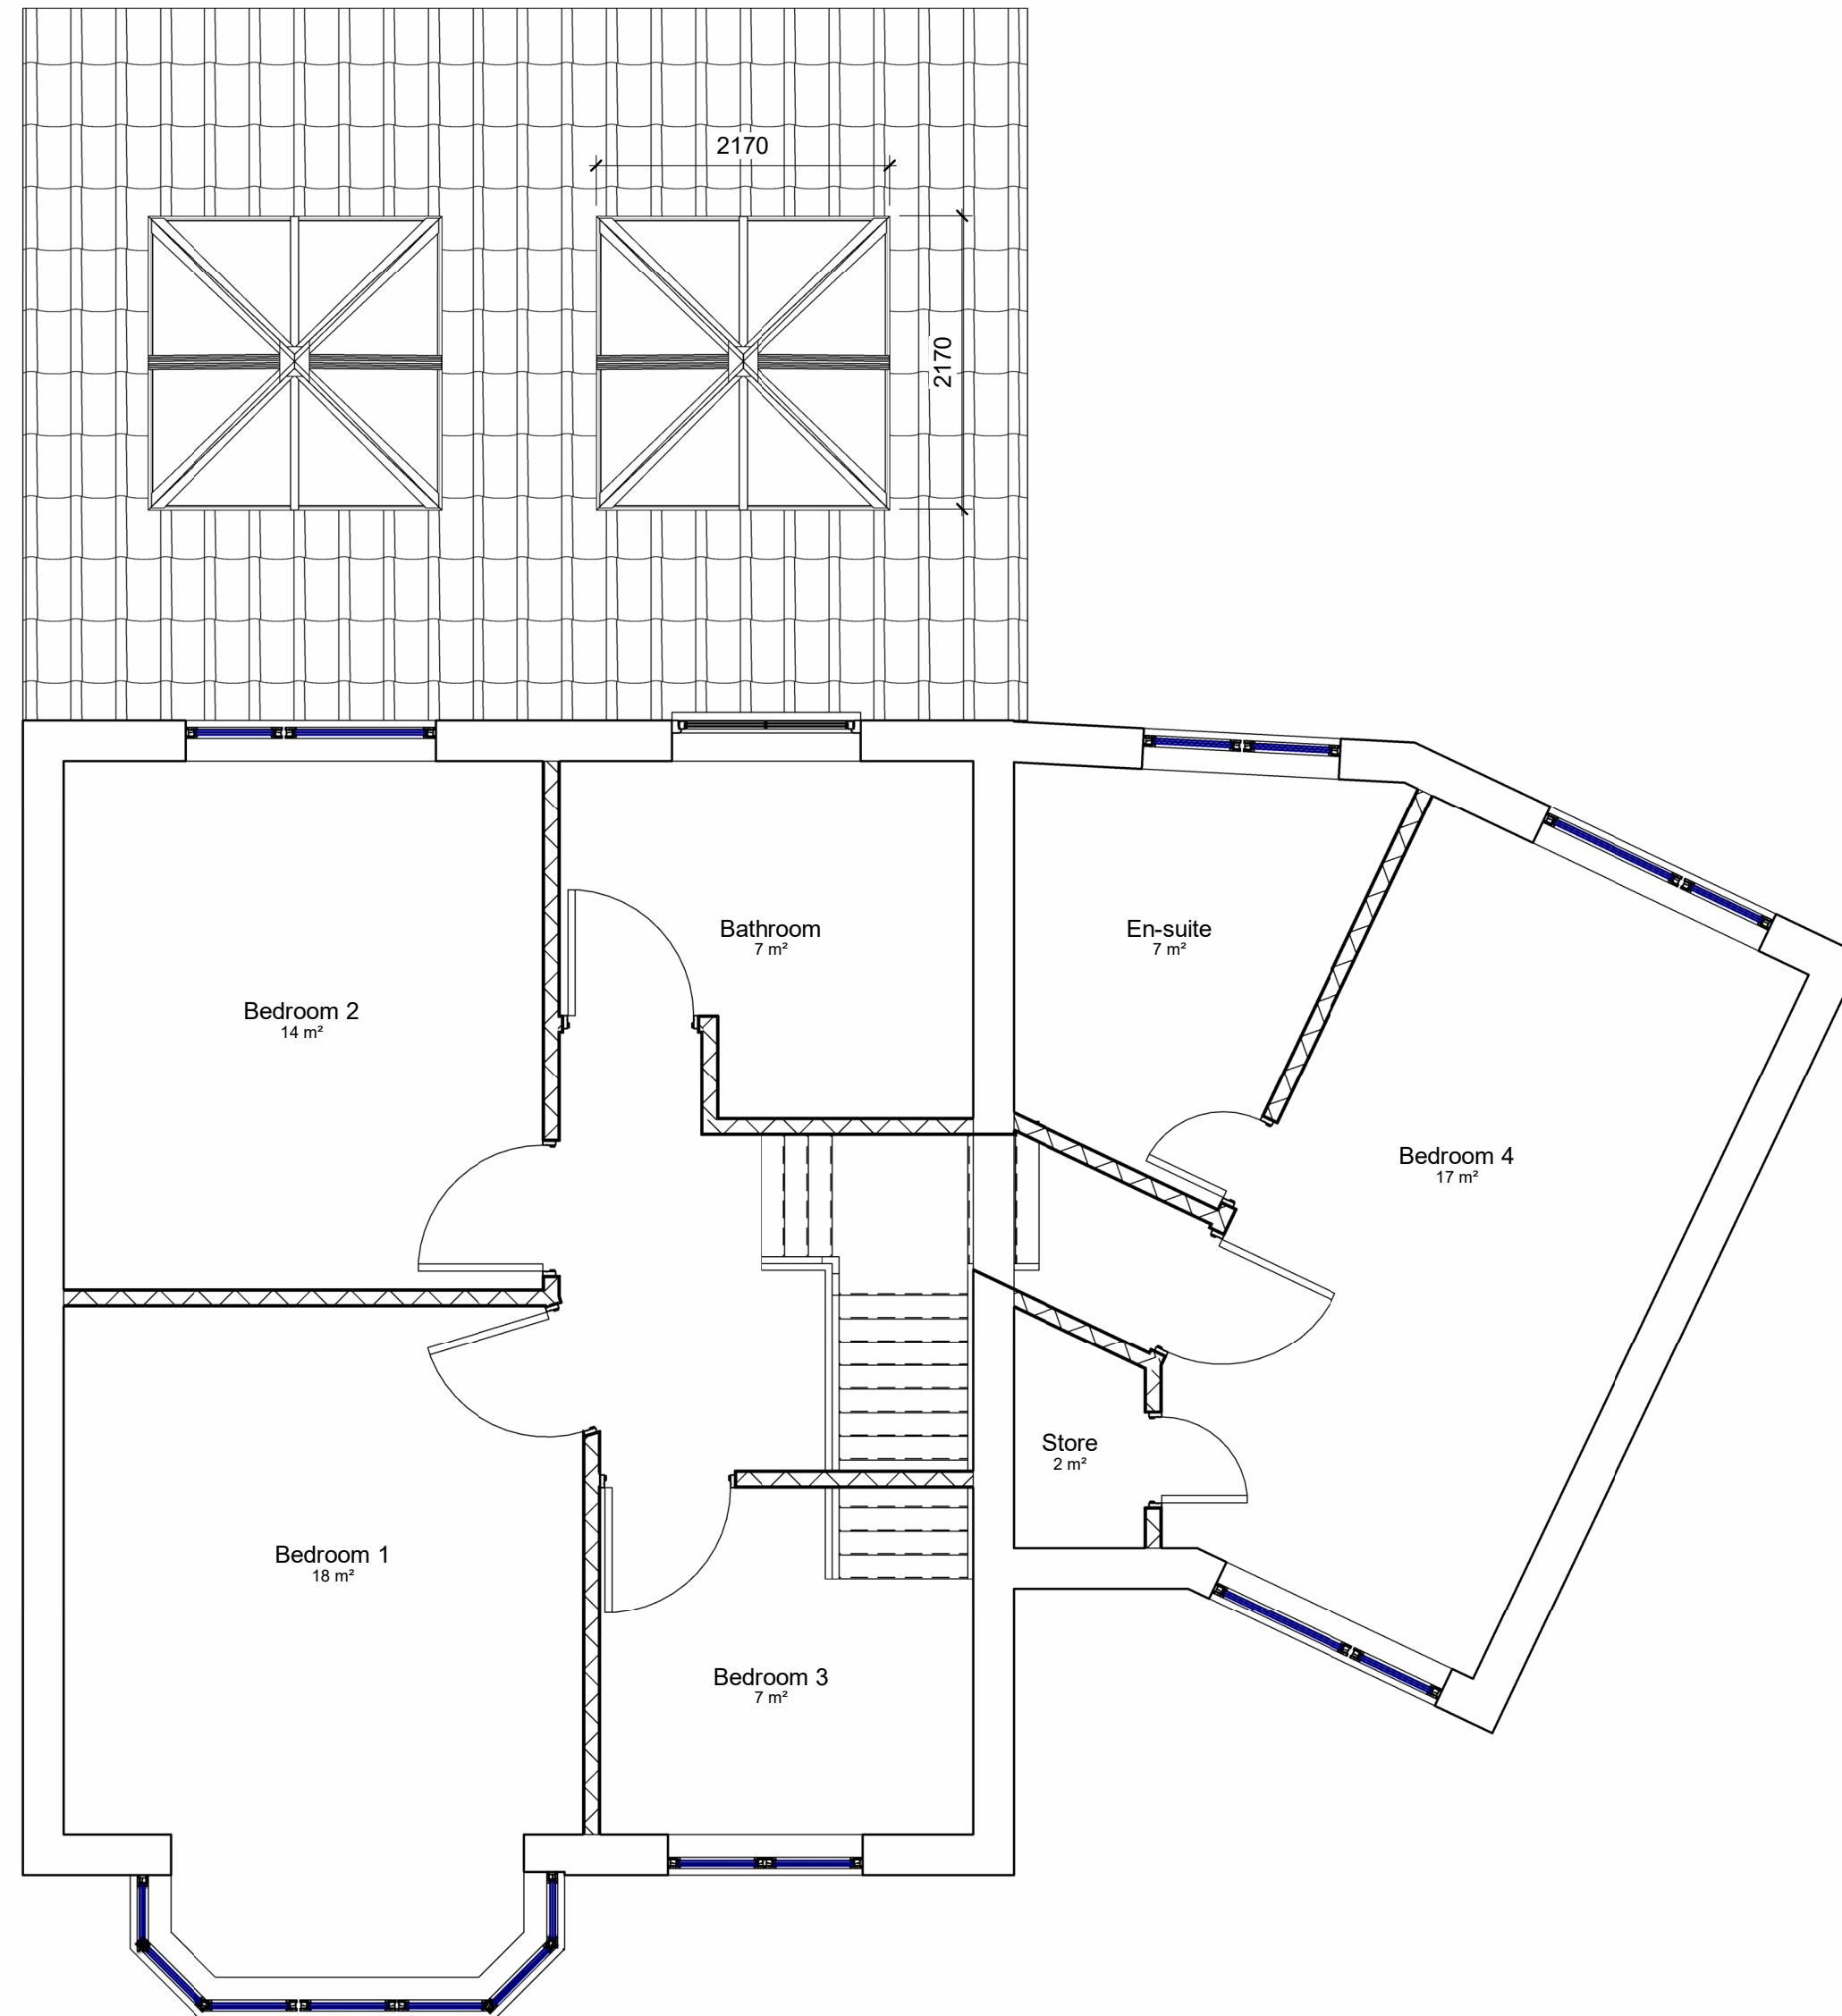 2170
2170
Bathroom
7 m²
En-suite
7 m²
Bedroom 2
14 m²
Bedroom 4
17 m²
Store
2 m²
Bedroom 1
18 m²
Bedroom 3
7 m²